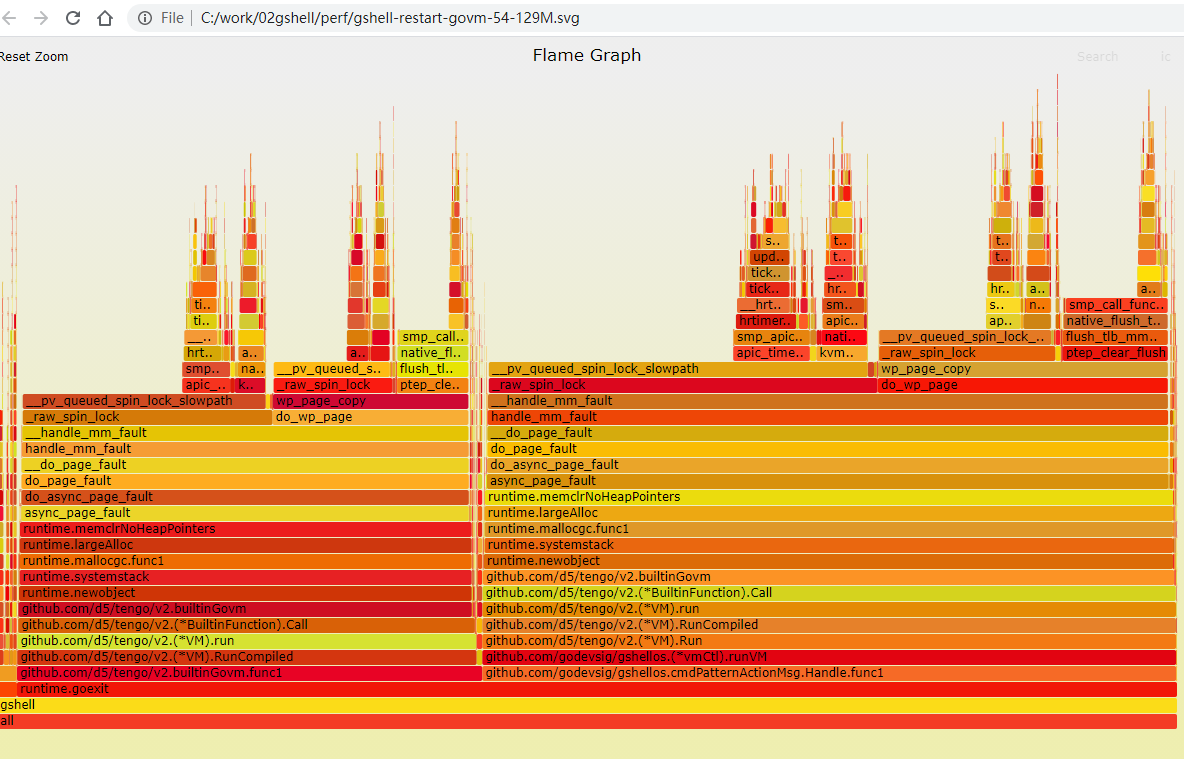 File C:/work/02gshell/perf/gshell-restart-govm-54-129M.svg
Reset Zoom
Flame Graph
Search
ic
s..
t..
t..
t..
upd..
t..
t..
tick..
_..
a..
tick..
hr..
hr..
a..
a..
ti..
__hrt..
sm..
s..
n..
smp_call_func..
ti..
hrtimer..
apic..
ap..
native_flush_t..
__..
smp_call..
smp_apic..
nati..
__pv_queued_spin_lock_..
flush_tlb_mm..
hrt..
a..
a..
native_fl..
apic_time..
kvm..
_raw_spin_lock
ptep_clear_flush
smp..
na..
__pv_queued_s..
flush_tl..
__pv_queued_spin_lock_slowpath
wp_page_copy
apic_..
k..
_raw_spin_lock
ptep_cle..
_raw_spin_lock
do_wp_page
__pv_queued_spin_lock_slowpath
wp_page_copy
__handle_mm_fault
_raw_spin_lock
do_wp_page
handle_mm_fault
__handle_mm_fault
__do_page_fault
handle_mm_fault
do_page_fault
__do_page_fault
do_async_page_fault
do_page_fault
async_page_fault
do_async_page_fault
runtime.memclrNoHeapPointers
async_page_fault
runtime.largeAlloc
runtime.memclrNoHeapPointers
runtime.mallocgc.func1
runtime.largeAlloc
runtime.systemstack
runtime.mallocgc.func1
runtime.newobject
runtime.systemstack
github.com/d5/tengo/v2.builtinGovm
runtime.newobject
github.com/d5/tengo/v2.(*BuiltinFunction).Call
github.com/d5/tengo/v2.builtinGovm
github.com/d5/tengo/v2.(*VM).run
github.com/d5/tengo/v2.(*BuiltinFunction).Call
github.com/d5/tengo/v2.(*VM).RunCompiled
github.com/d5/tengo/v2.(*VM).run
github.com/d5/tengo/v2.(*VM).Run
github.com/d5/tengo/v2.(*VM).RunCompiled
github.com/godevsig/gshellos.(*vmCtl).runVM
github.com/d5/tengo/v2.builtinGovm.func1
github.com/godevsig/gshellos.cmdPatternActionMsg.Handle.func1
runtime.goexit
gshell
all